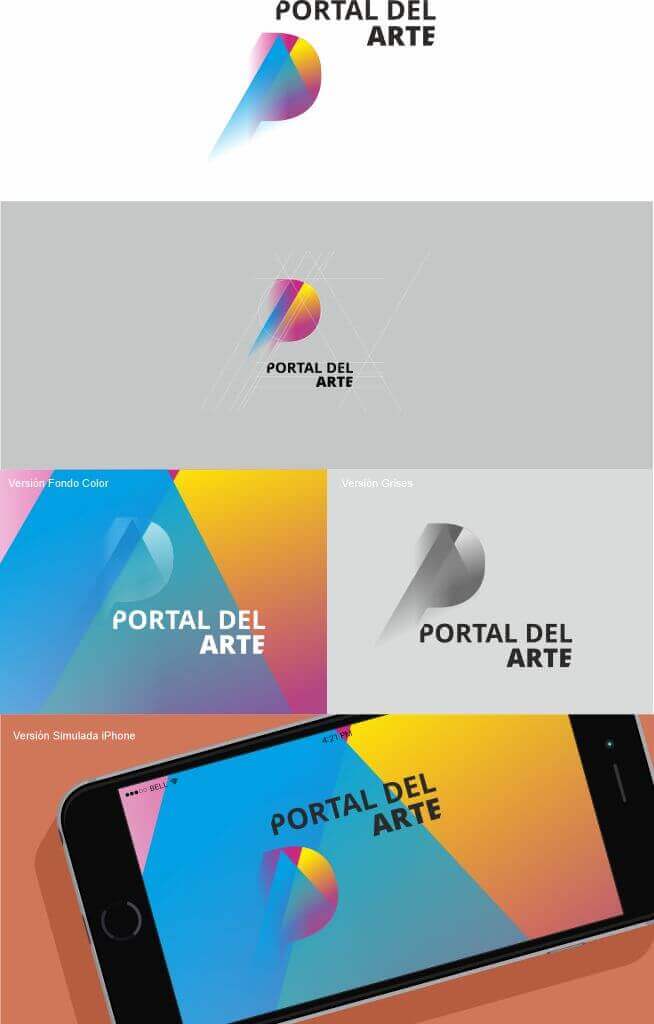 PORTAL DEL
ARTE
PORTAL DEL
ARTE
Versión Fondo Color
PORTAL DEL
ARTE
Versión Grises
PORTAL DEL
ARTE
Versión Simulada iPhone
BELL
4:21 PM
PORTAL DEL
ARTE